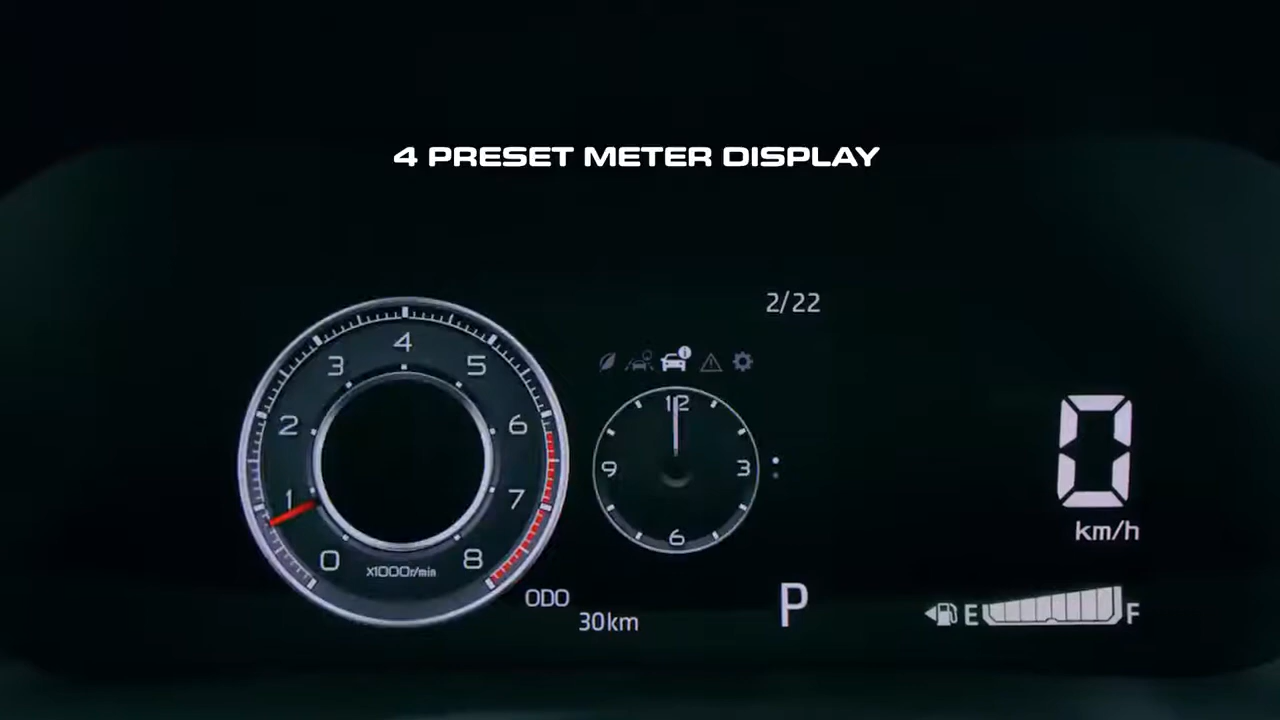 4 PRESET METER DISPLAY
2/22
4
3 5
2 6
1 7
0 8
x1000r/min
12
9 3
6
0
km/h
ODO
30km
P
E F